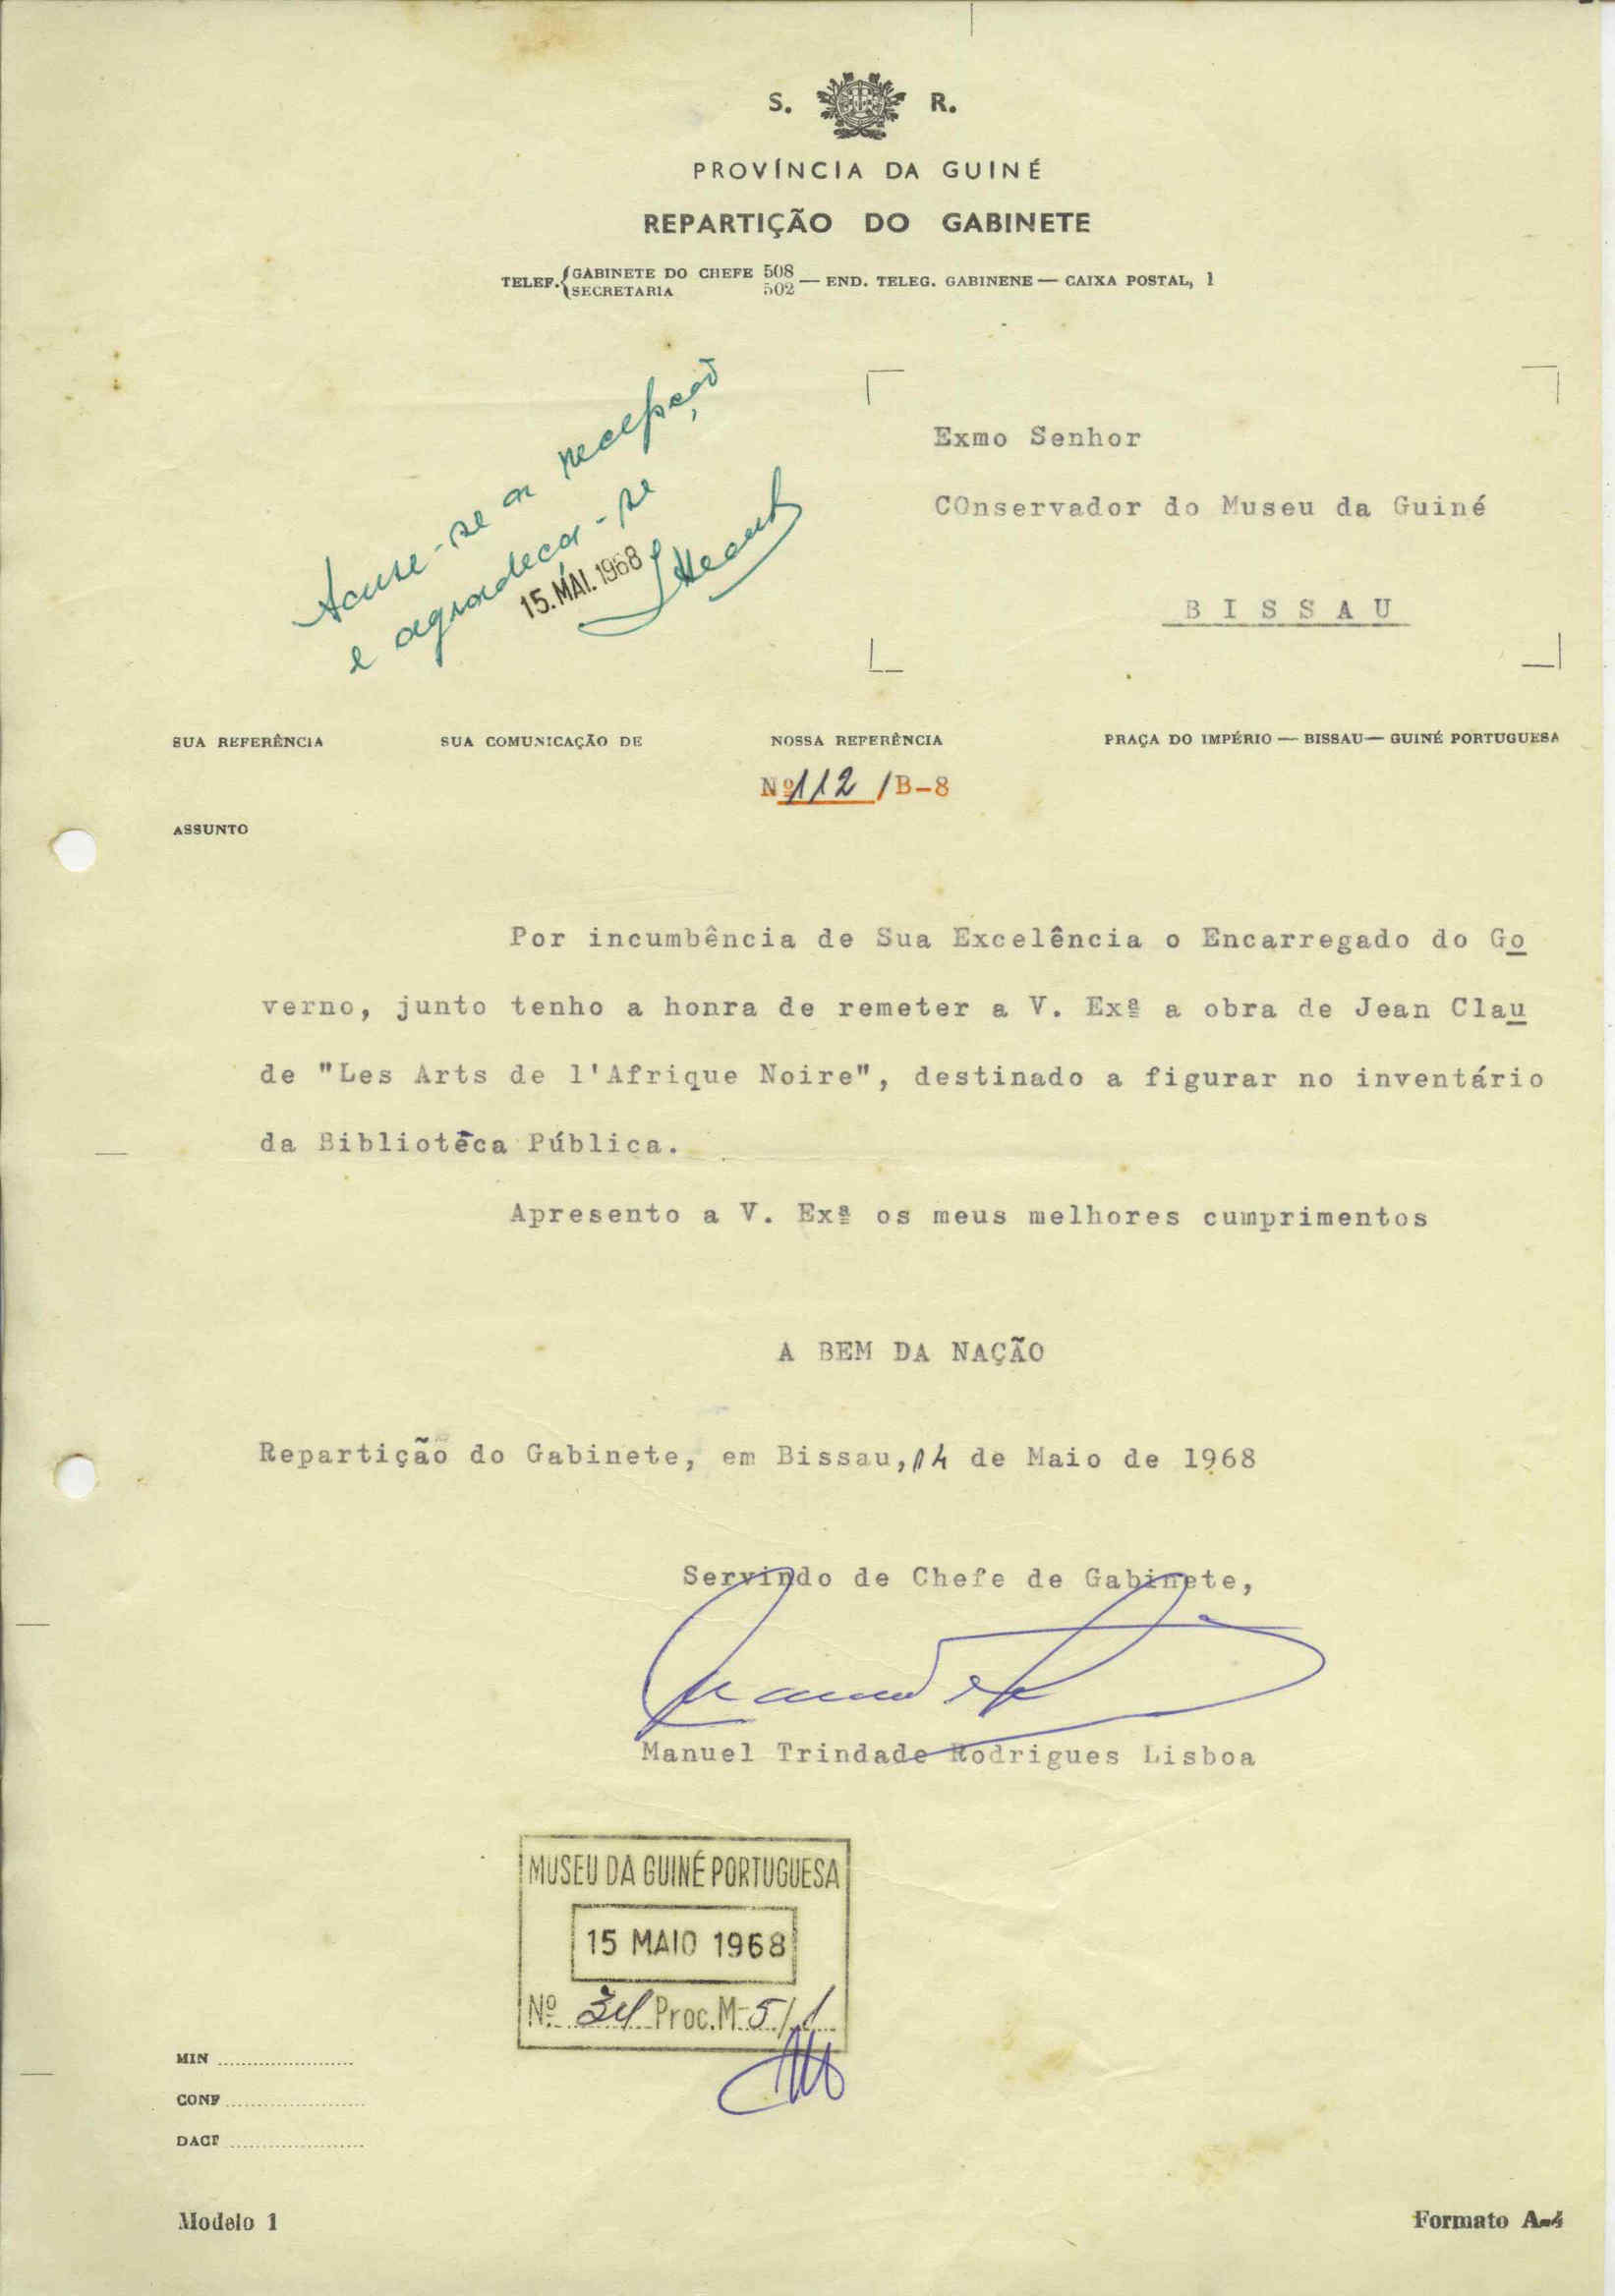 S. R.
PROVÍNCIA DA GUINÉ
REPARTIÇÃO DO GABINETE
TELEF. { GABINETE DO CHEFE 508 — END. TELEG. GABINENE — CAIXA POSTAL, 1
SECRETARIA 502
Acuse-se a recepção
e agradeça-se
15. MAI. 1968
Exmo Senhor
COnservador do Museu da Guiné
BISSAU
SUA REFERÊNCIA SUA COMUNICAÇÃO DE NOSSA REFERÊNCIA PRAÇA DO IMPÉRIO — BISSAU — GUINÉ PORTUGUESA
Nº 112 /B-8
ASSUNTO
Por incumbência de Sua Excelência o Encarregado do Go
verno, junto tenho a honra de remeter a V. Exª a obra de Jean Clau
de "Les Arts de l'Afrique Noire", destinado a figurar no inventário
da Bibliotéca Pública.
Apresento a V. Exª os meus melhores cumprimentos
A BEM DA NAÇÃO
Repartição do Gabinete, em Bissau, 14 de Maio de 1968
Servindo de Chefe de Gabinete,
Manuel Trindade Rodrigues Lisboa
MUSEU DA GUINÉ PORTUGUESA
15 MAIO 1968
Nº 34 Proc. M-5/1
MIN
CONF
DACT
Modelo 1 Formato A-4